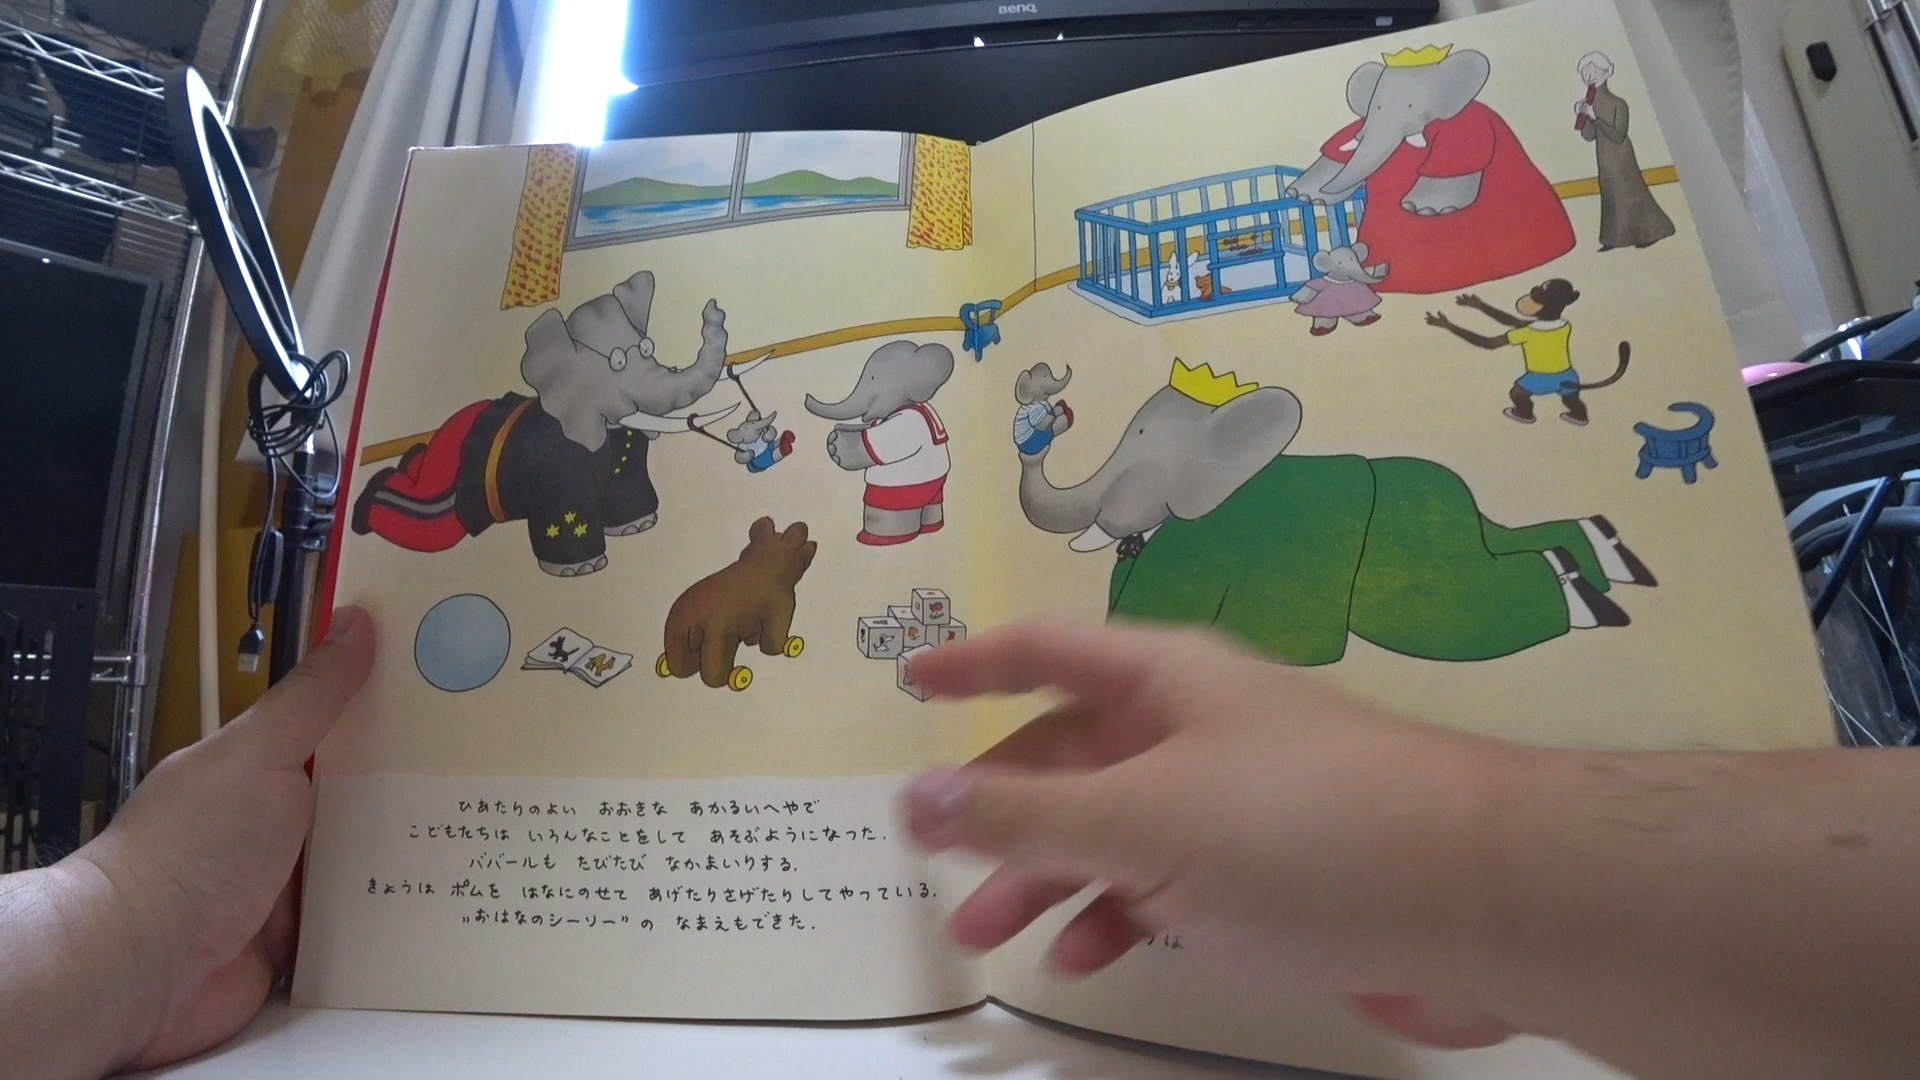 BenQ
ひあたりのよい おおきな あかるいへやで
こどもたちは いろんなことをして あそぶようになった.
ババールも たびたび なかまいりする.
きょうは ポムを はなにのせて あげたりさげたりしてやっている.
"おはなのシーソー"の なまえもできた.
は